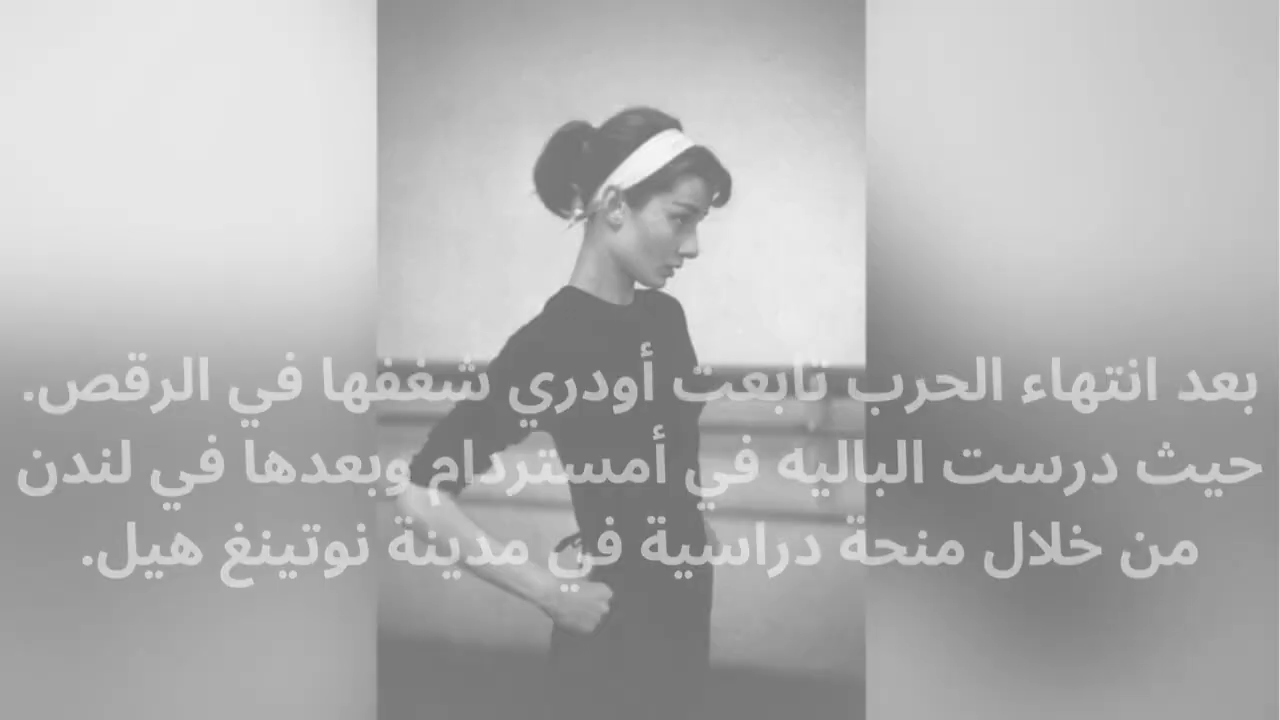 بعد انتهاء الحرب تابعت أودري شغفها في الرقص.
حيث درست الباليه في أمستردام وبعدها في لندن
من خلال منحة دراسية في مدينة نوتينغ هيل.